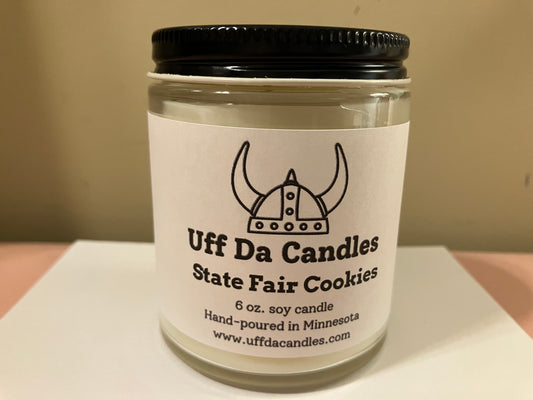 Uff Da Candles
State Fair Cookies
6 oz. soy candle
Hand-poured in Minnesota
www.uffdacandles.com